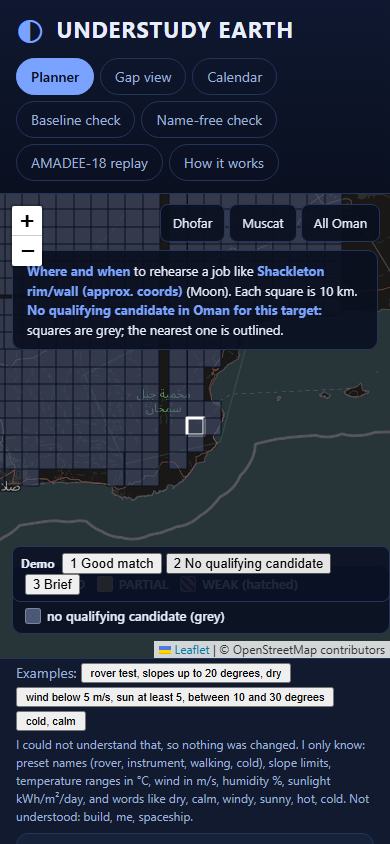 UNDERSTUDY EARTH
Planner
Gap view
Calendar
Baseline check
Name-free check
AMADEE-18 replay
How it works
+
−
Dhofar
Muscat
All Oman
Where and when to rehearse a job like Shackleton
rim/wall (approx. coords) (Moon). Each square is 10 km.
No qualifying candidate in Oman for this target:
squares are grey; the nearest one is outlined.
محمية جبل
سمحان
Demo
1 Good match
2 No qualifying candidate
3 Brief
PARTIAL
WEAK (hatched)
no qualifying candidate (grey)
Leaflet | © OpenStreetMap contributors
Examples:
rover test, slopes up to 20 degrees, dry
wind below 5 m/s, sun at least 5, between 10 and 30 degrees
cold, calm
I could not understand that, so nothing was changed. I only know:
preset names (rover, instrument, walking, cold), slope limits,
temperature ranges in °C, wind in m/s, humidity %, sunlight
kWh/m²/day, and words like dry, calm, windy, sunny, hot, cold. Not
understood: build, me, spaceship.